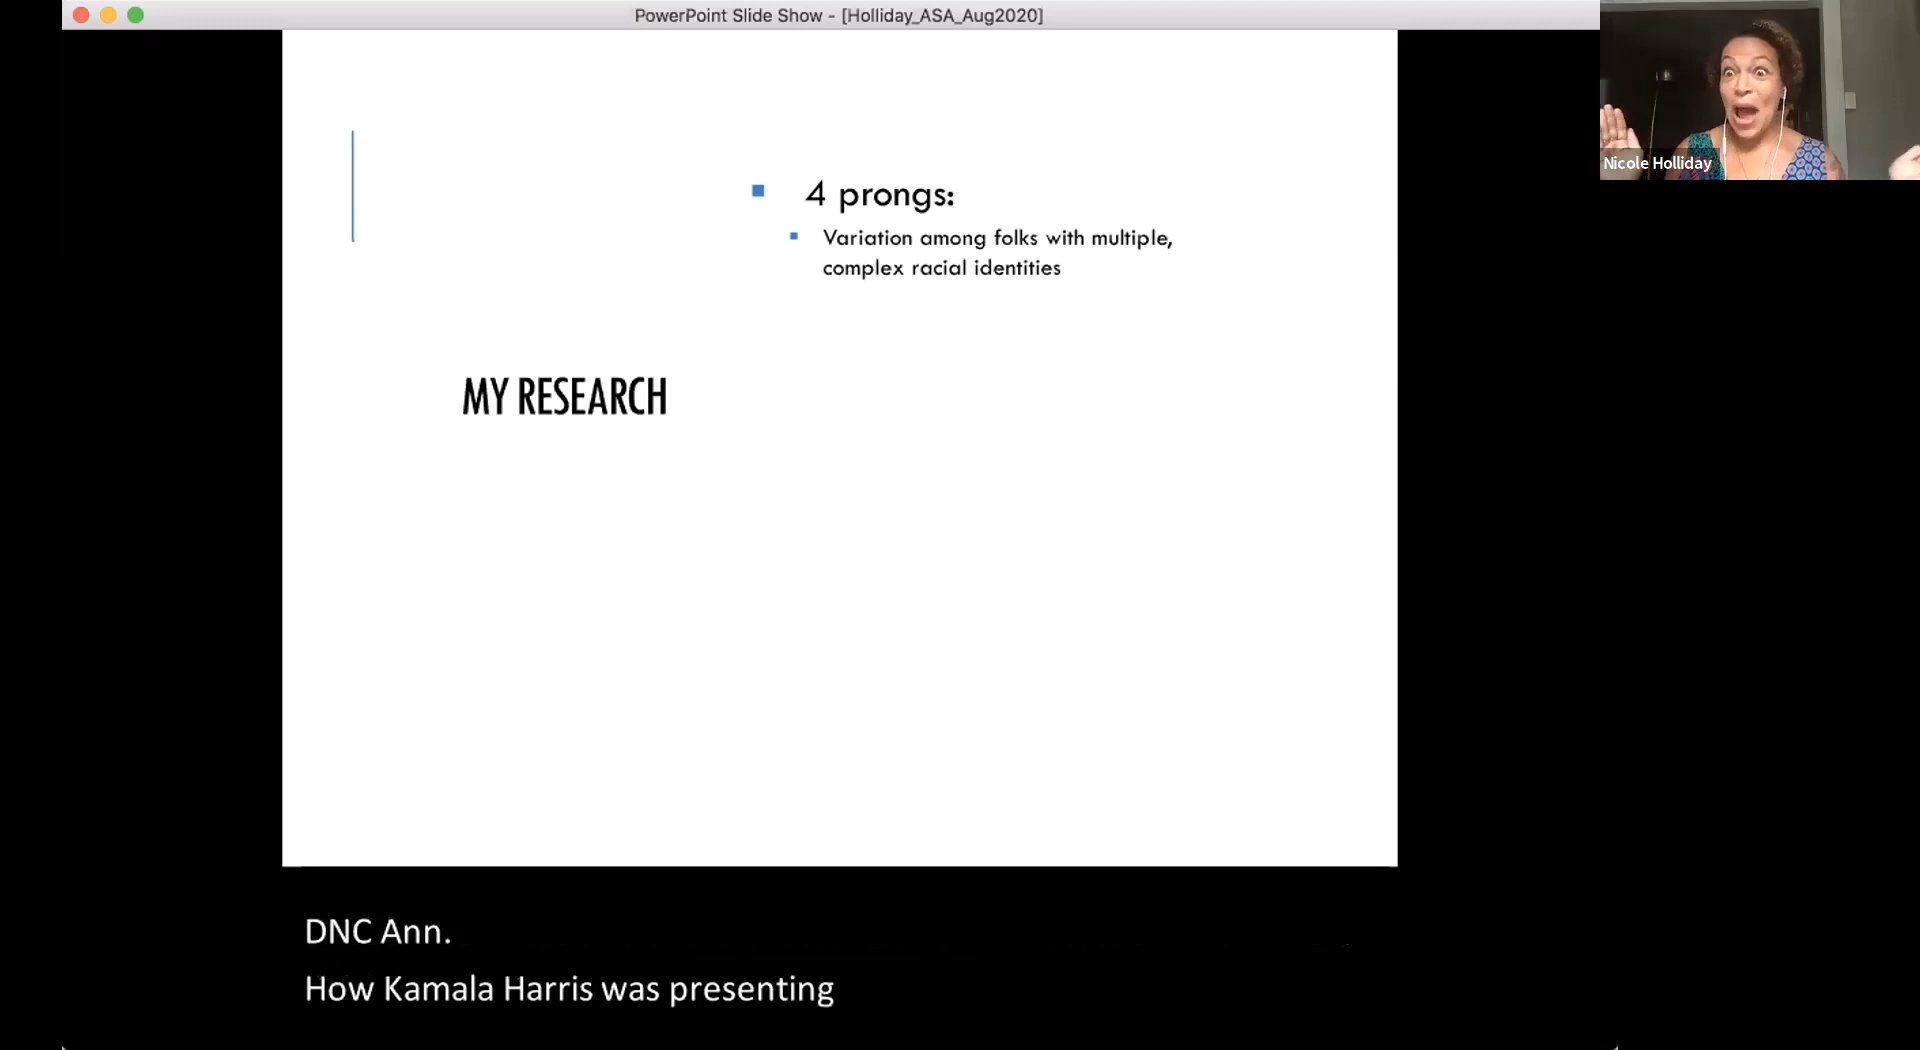 PowerPoint Slide Show - [Holliday_ASA_Aug2020]
Nicole Holliday
4 prongs:
Variation among folks with multiple,
complex racial identities
MY RESEARCH
DNC Ann.
How Kamala Harris was presenting